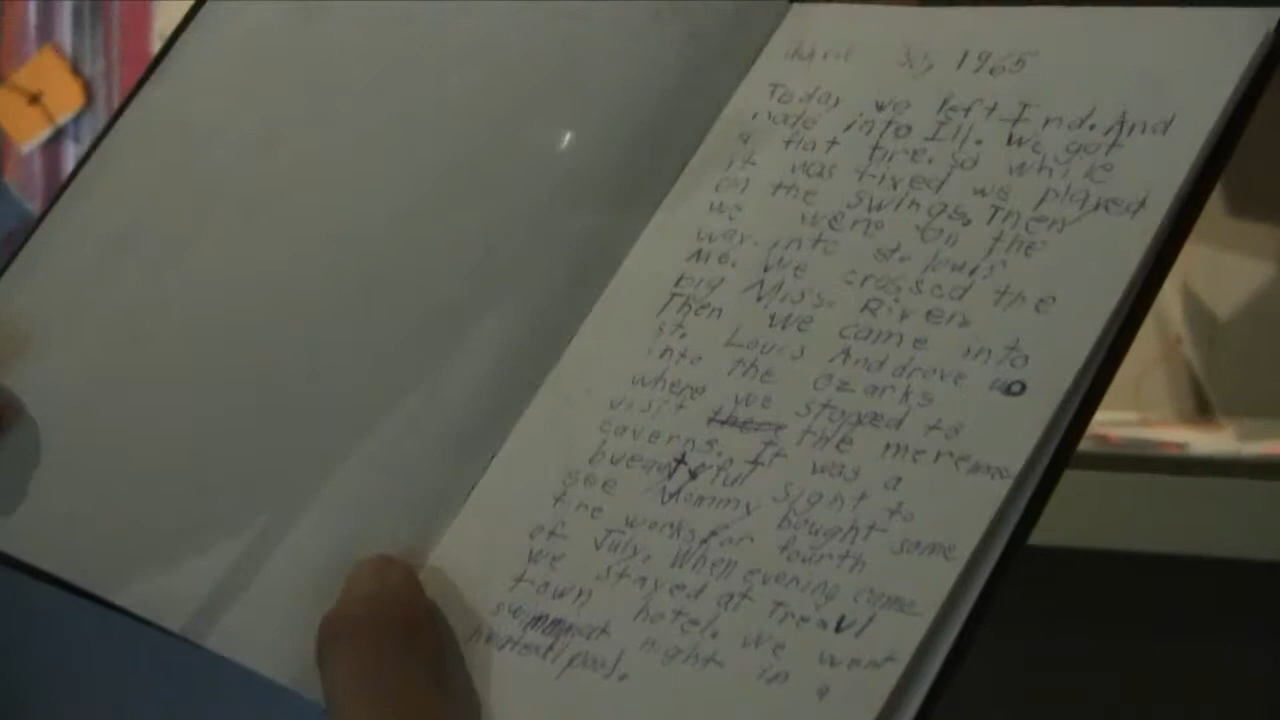 1965
Today we left Ind. And
rode into Ill. We got
a flat tire. so while
it was fixed we played
on the swings. Then
we were on the
way into st. louis
Mo. We crossed the
big Miss. River.
Then we came into
st. Louis And drove up
into the Ozarks
where we stopped to
visit the meremec
caverns. It was a
sight to
see Mommy bought some
fire works for fourth
of July. When evening came
we stayed at Treavl
town hotel. we went
night in a
pool.